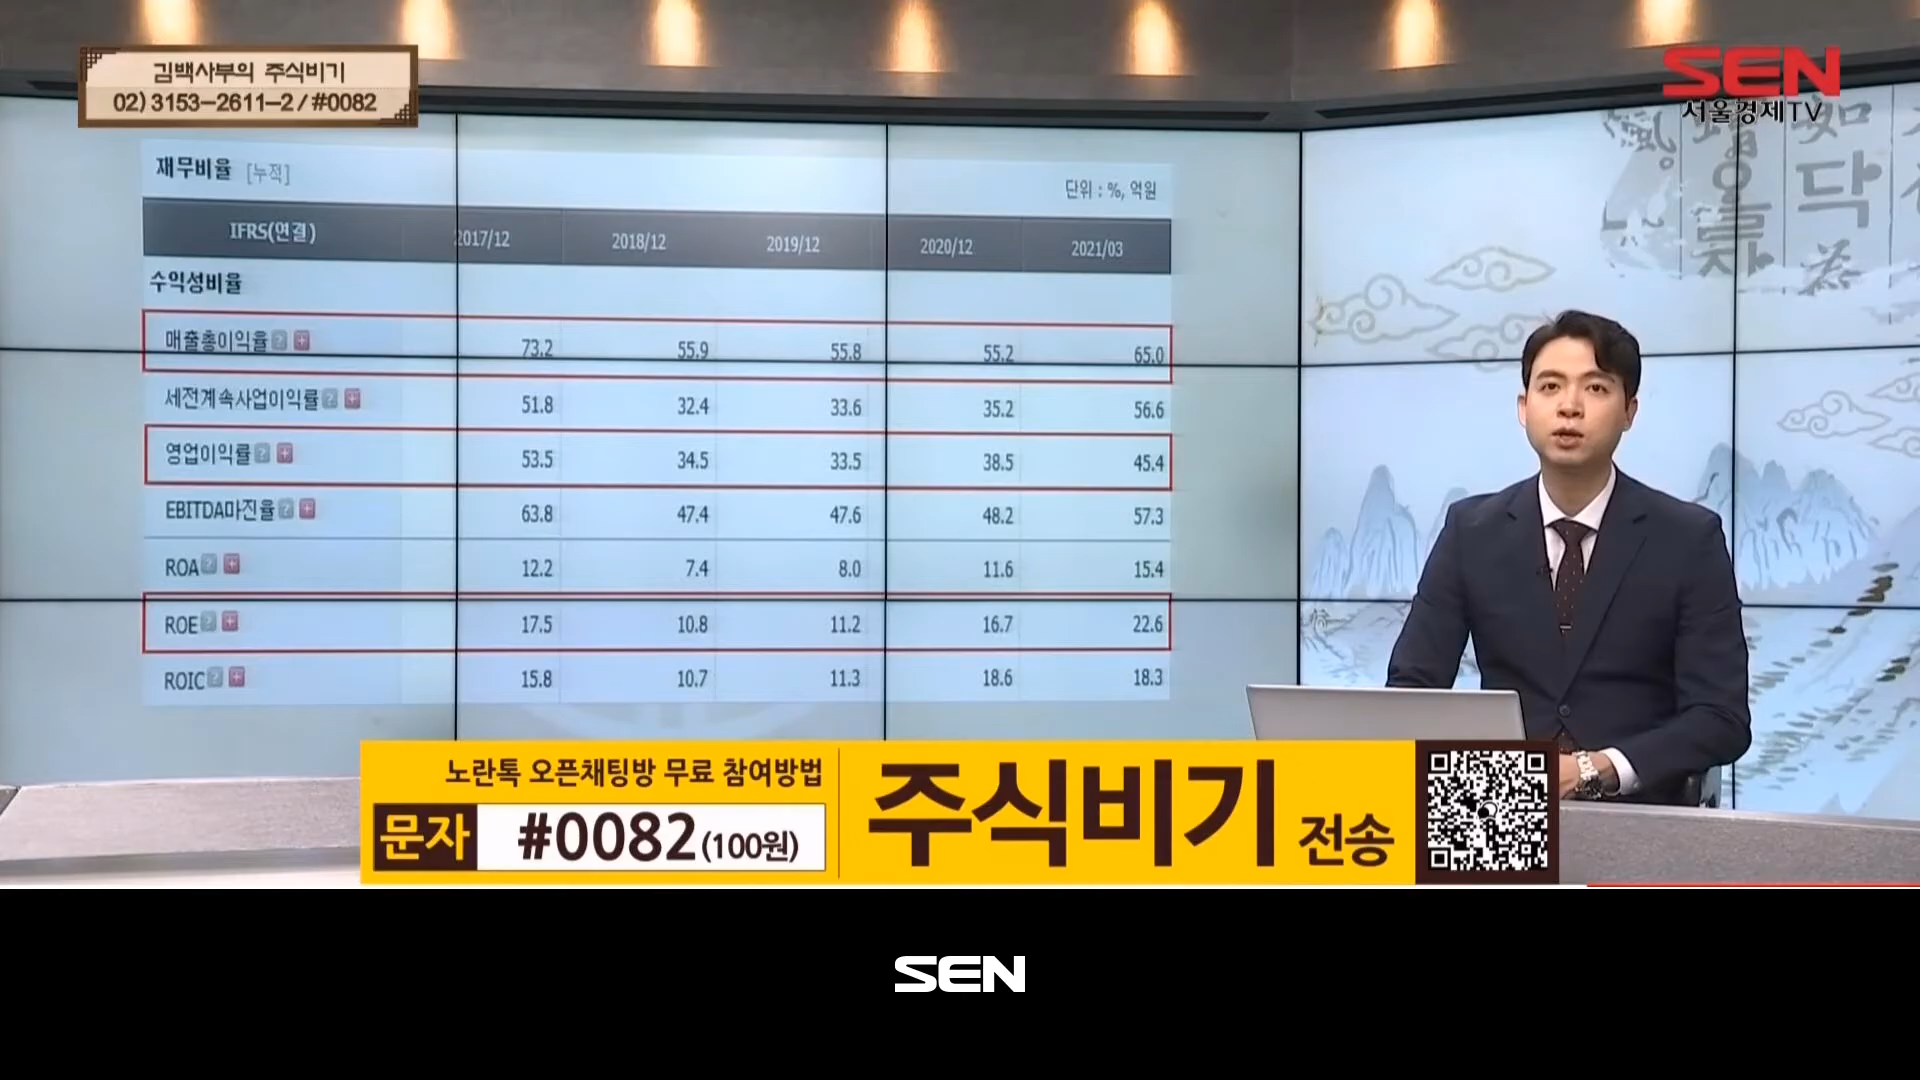 김백사부의 주식비기
02) 3153-2611-2 / #0082
SEN
서울경제TV
재무비율 [누적]
단위 : %, 억원
IFRS(연결) 2017/12 2018/12 2019/12 2020/12 2021/03
수익성비율
매출총이익율 ? + 73.2 55.9 55.8 55.2 65.0
세전계속사업이익률 ? + 51.8 32.4 33.6 35.2 56.6
영업이익률 ? + 53.5 34.5 33.5 38.5 45.4
EBITDA마진율 ? + 63.8 47.4 47.6 48.2 57.3
ROA ? + 12.2 7.4 8.0 11.6 15.4
ROE ? + 17.5 10.8 11.2 16.7 22.6
ROIC ? + 15.8 10.7 11.3 18.6 18.3
노란톡 오픈채팅방 무료 참여방법
문자 #0082(100원)
주식비기 전송
SEN